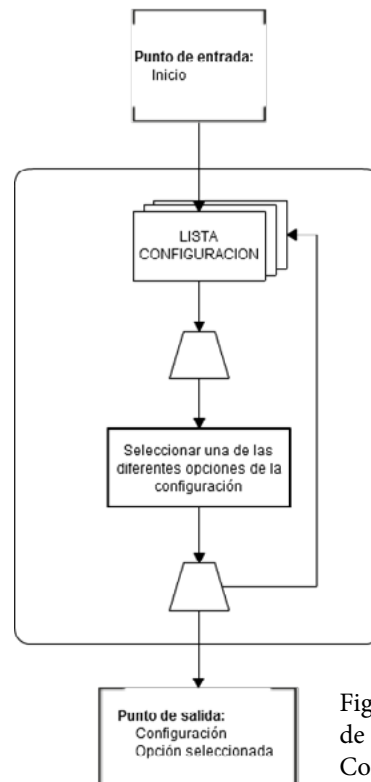 Punto de entrada:
Inicio
LISTA
CONFIGURACION
Seleccionar una de las
diferentes opciones de la
configuración
Punto de salida:
Configuración
Opción seleccionada
Fig
de
Co